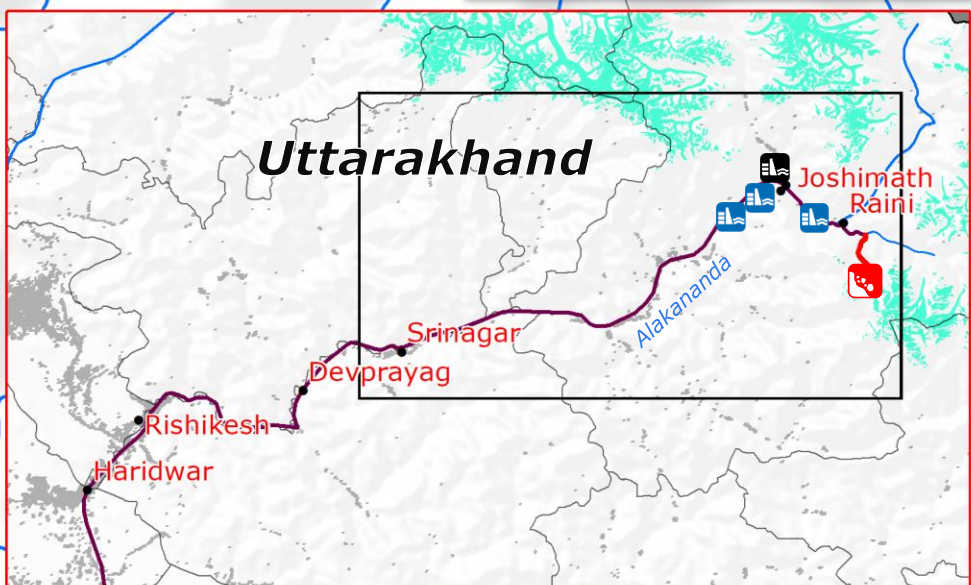 Uttarakhand
Joshimath
Raini
Alakananda
Srinagar
Devprayag
Rishikesh
Haridwar